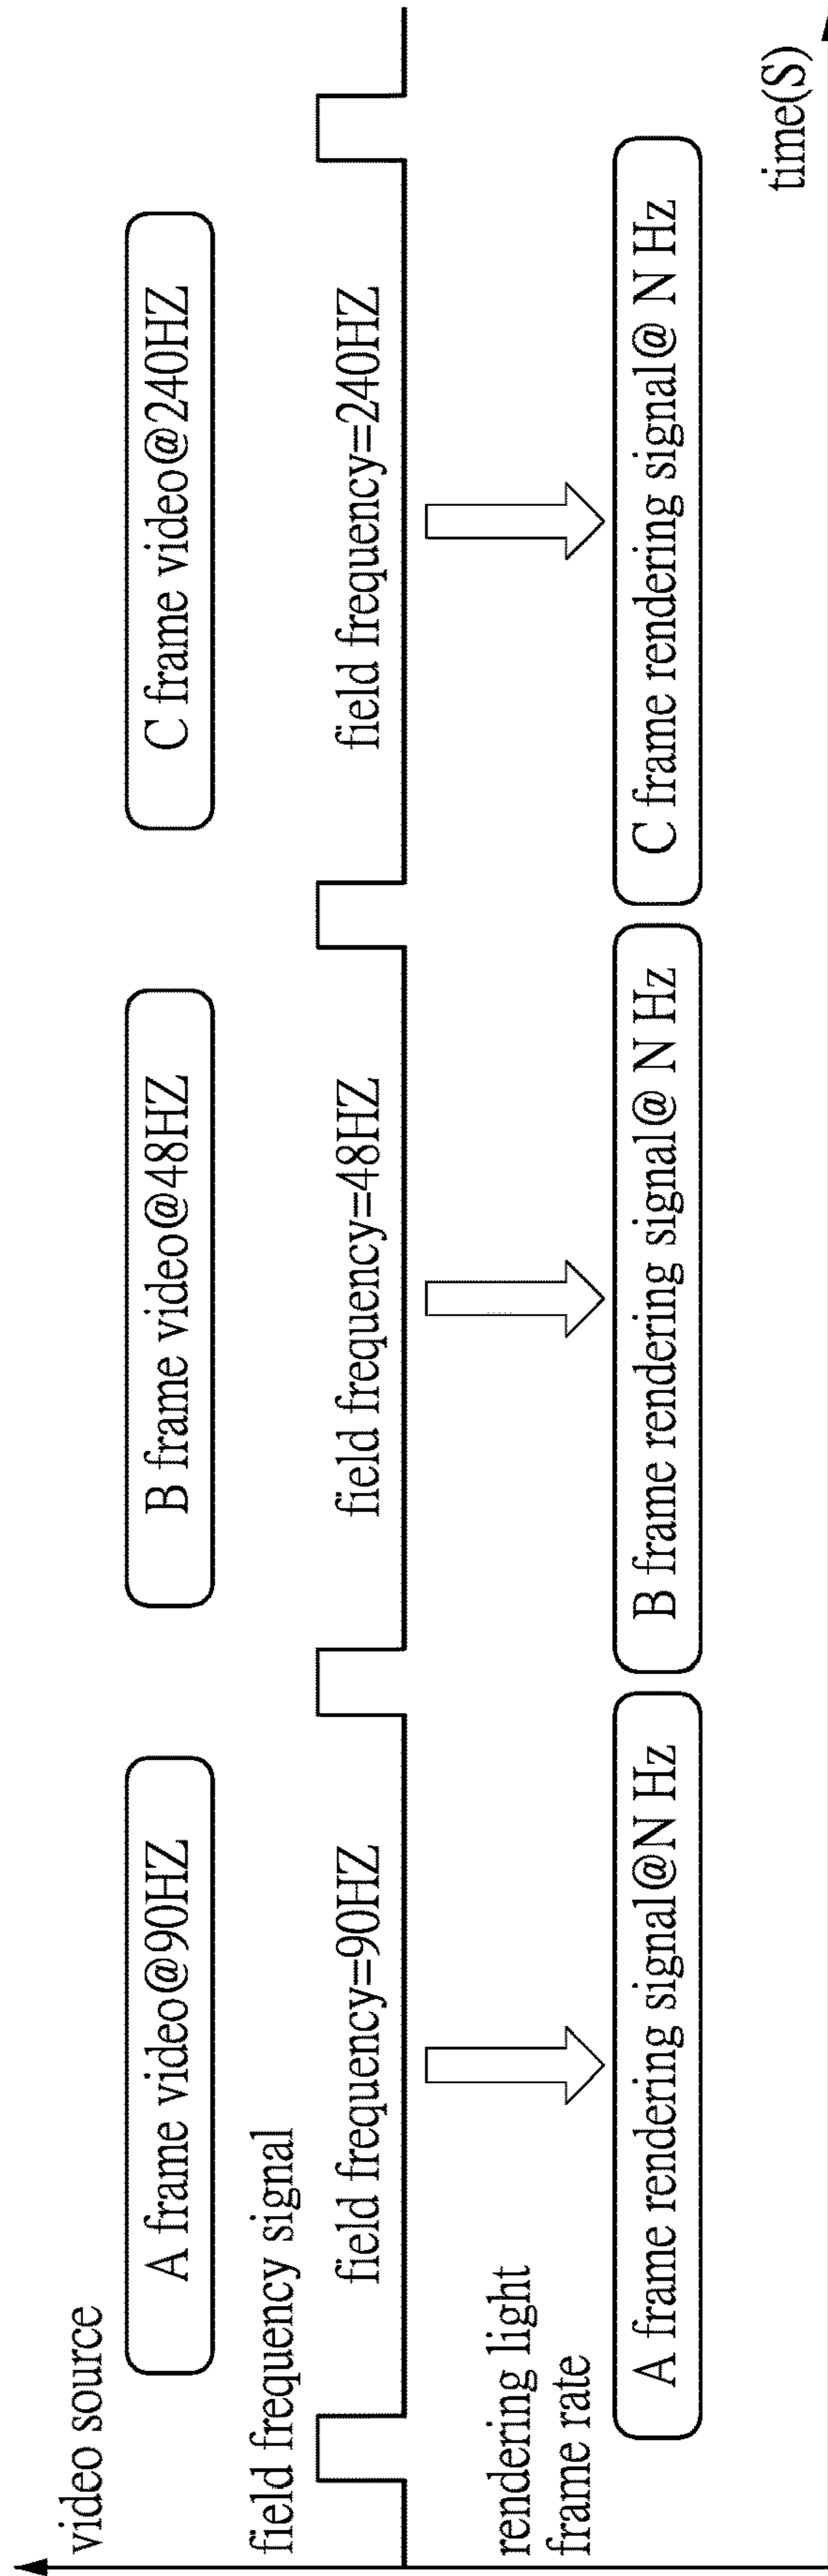 video source
A frame video@90HZ
B frame video@48HZ
C frame video@240HZ
field frequency signal
field frequency=90HZ
field frequency=48HZ
field frequency=240HZ
rendering light
frame rate
A frame rendering signal@N Hz
B frame rendering signal@ N Hz
C frame rendering signal@ N Hz
time(S)